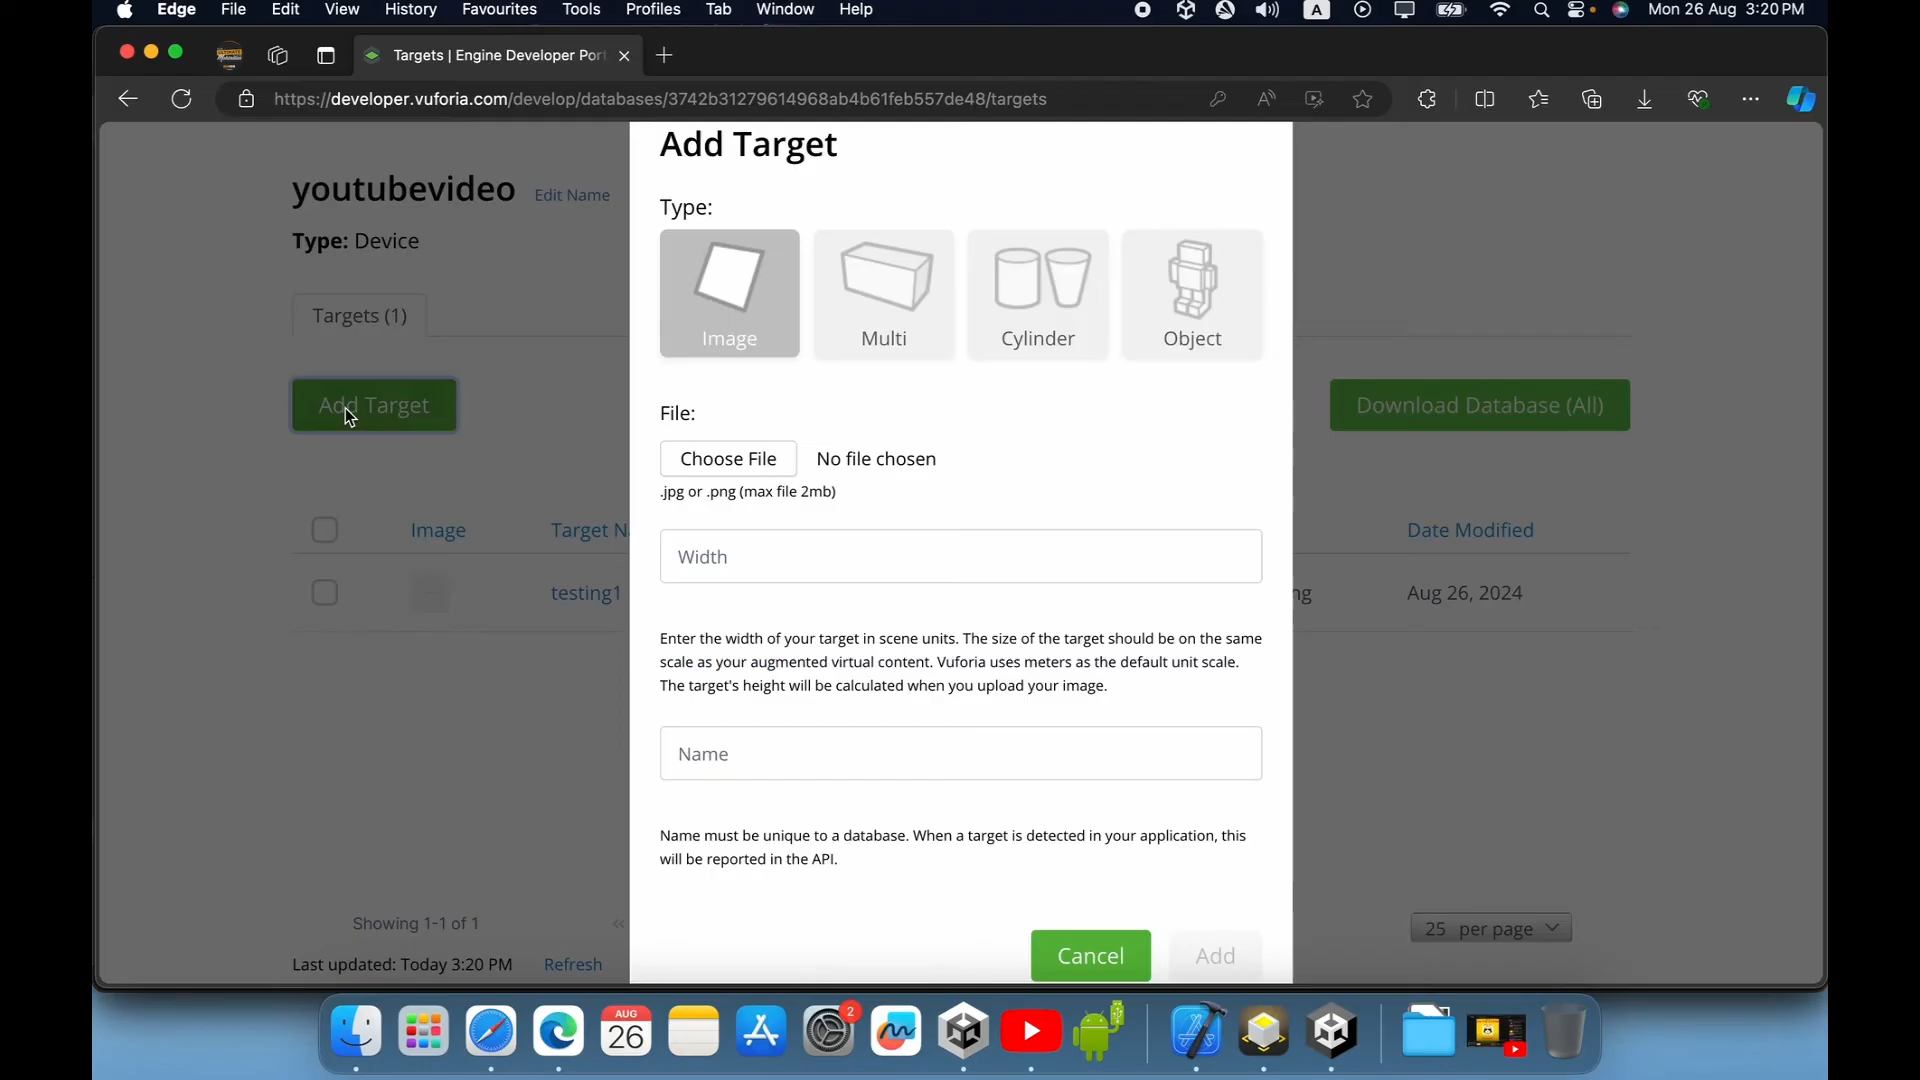 Edge File Edit View History Favourites Tools Profiles Tab Window Help A Mon 26 Aug 3:20 PM
Targets | Engine Developer Port
https://developer.vuforia.com/develop/databases/3742b31279614968ab4b61feb557de48/targets
Add Target
youtubevideo Edit Name
Type:
Type: Device
Image Multi Cylinder Object
Targets (1)
Add Target
Download Database (All)
File:
Choose File No file chosen
.jpg or .png (max file 2mb)
Image Target N Date Modified
Width
testing1 ng Aug 26, 2024
Enter the width of your target in scene units. The size of the target should be on the same
scale as your augmented virtual content. Vuforia uses meters as the default unit scale.
The target's height will be calculated when you upload your image.
Name
Name must be unique to a database. When a target is detected in your application, this
will be reported in the API.
Showing 1-1 of 1 «
25 per page
Last updated: Today 3:20 PM Refresh
Cancel Add
AUG
26
2